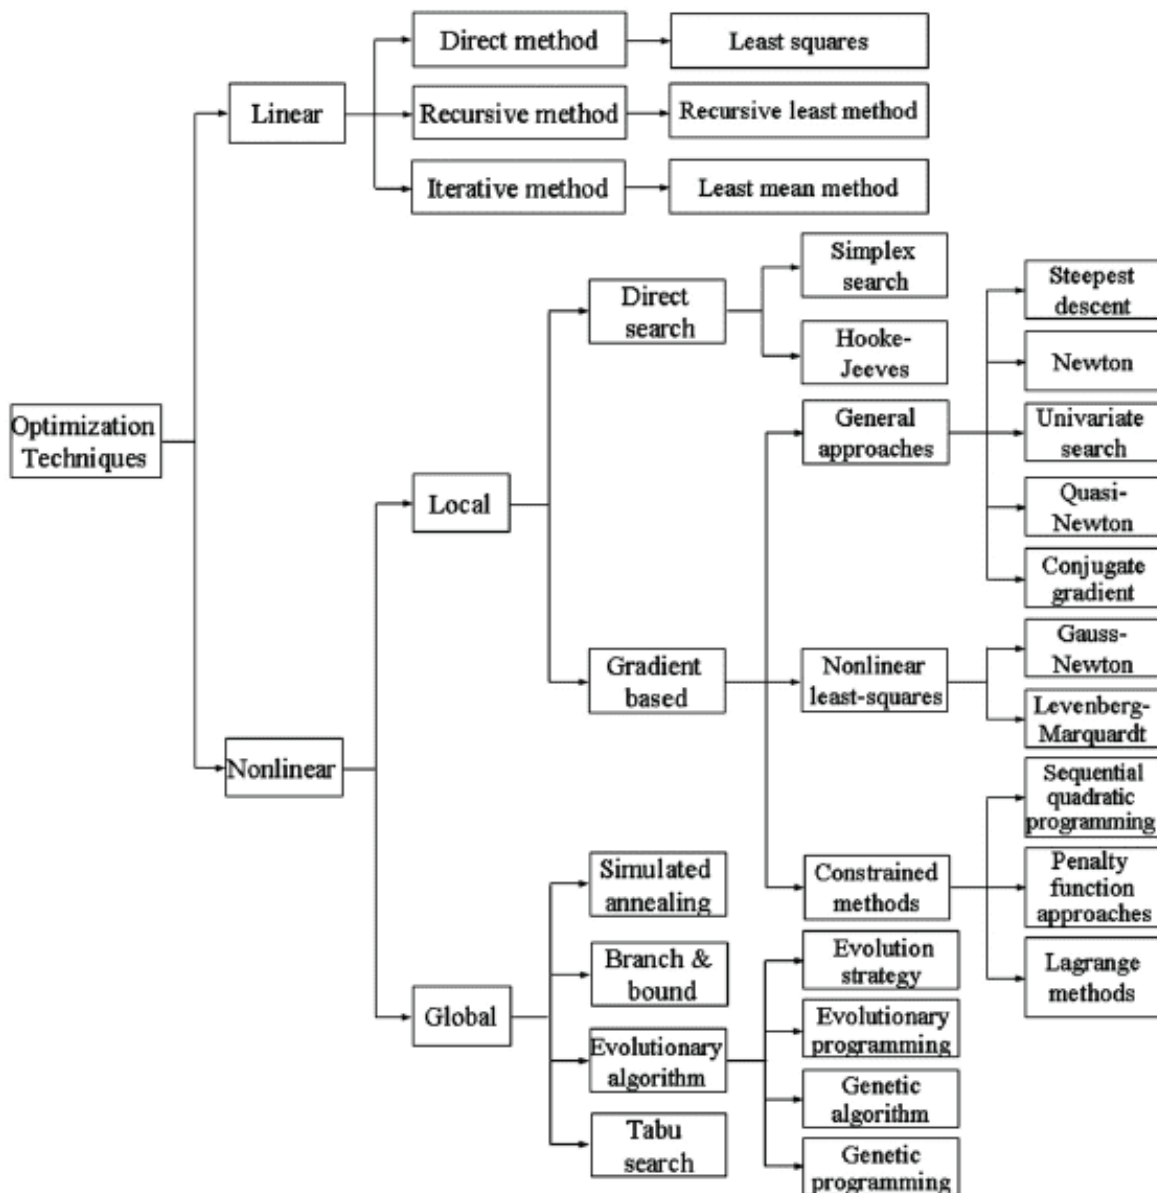 Direct method
Least squares
Linear
Recursive method
Recursive least method
Iterative method
Least mean method
Simplex
search
Direct
search
Hooke-
Jeeves
Steepest
descent
Newton
Optimization
Techniques
General
approaches
Univariate
search
Local
Quasi-
Newton
Conjugate
gradient
Gradient
based
Nonlinear
least-squares
Gauss-
Newton
Levenberg-
Marquardt
Nonlinear
Sequential
quadratic
programming
Constrained
methods
Penalty
function
approaches
Lagrange
methods
Simulated
annealing
Branch &
bound
Global
Evolutionary
algorithm
Tabu
search
Evolution
strategy
Evolutionary
programming
Genetic
algorithm
Genetic
programming